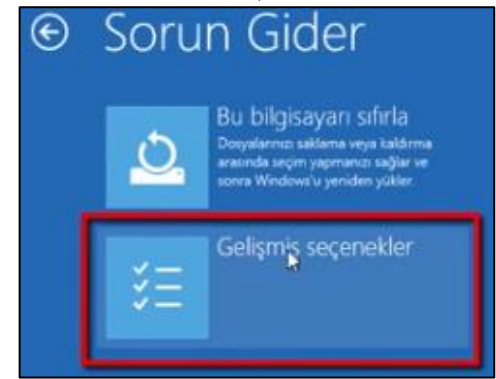 Sorun Gider
Bu bilgisayarı sıfırla
Dosyalarınızı saklama veya kaldırma
arasında seçim yapmanızı sağlar ve
sonra Windows'u yeniden yükler.
Gelişmiş seçenekler